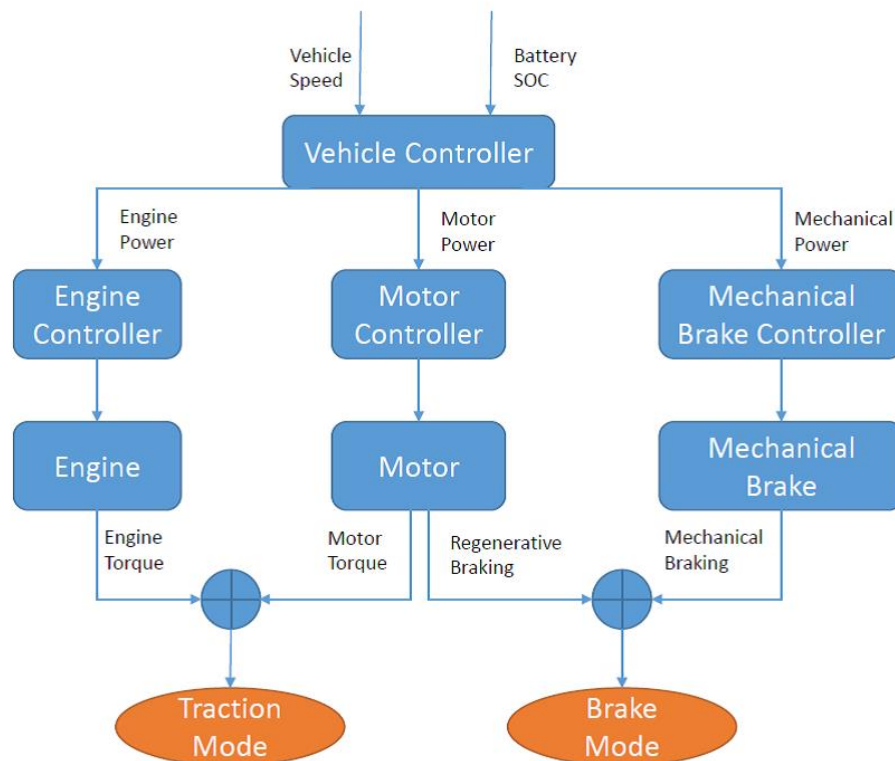 Vehicle
Speed
Battery
SOC
Vehicle Controller
Engine
Power
Motor
Power
Mechanical
Power
Engine
Controller
Motor
Controller
Mechanical
Brake Controller
Engine
Motor
Mechanical
Brake
Engine
Torque
Motor
Torque
Regenerative
Braking
Mechanical
Braking
Traction
Mode
Brake
Mode